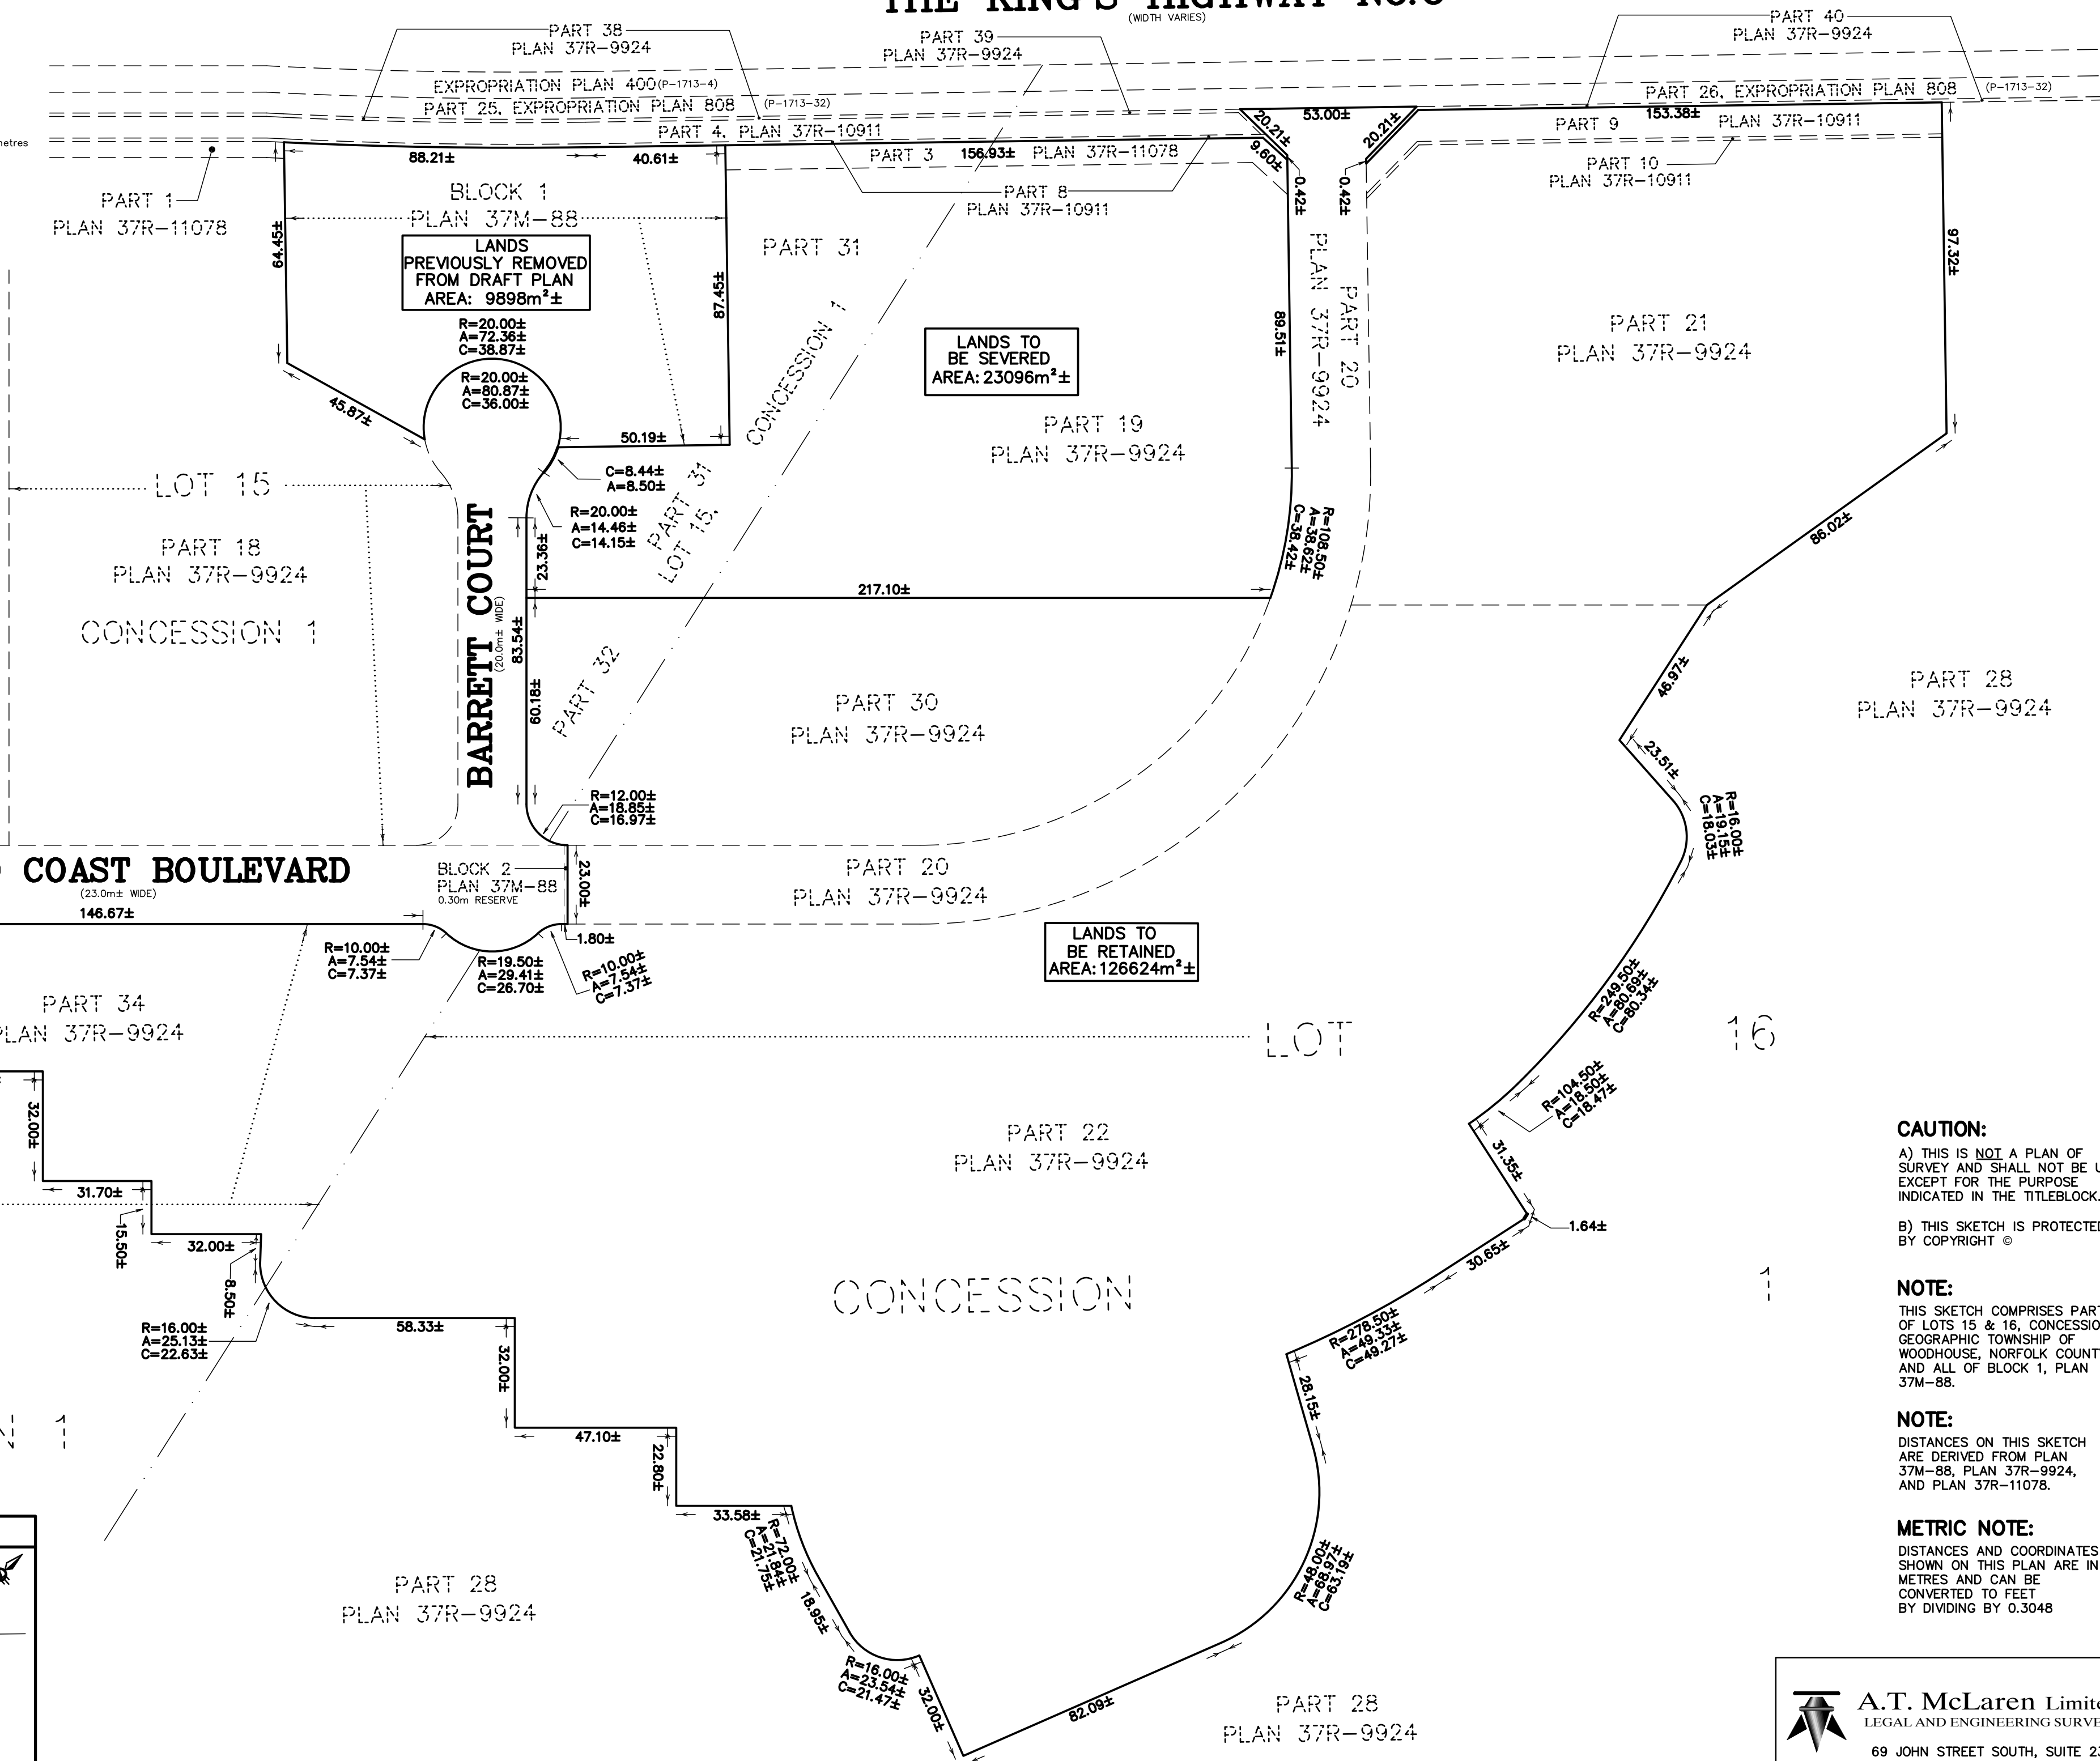 THE KING'S HIGHWAY No.6
(WIDTH VARIES)
PART 38
PLAN 37R-9924
PART 39
PLAN 37R-9924
PART 40
PLAN 37R-9924
EXPROPRIATION PLAN 400(P-1713-4)
PART 25, EXPROPRIATION PLAN 808 (P-1713-32)
PART 26, EXPROPRIATION PLAN 808 (P-1713-32)
PART 4, PLAN 37R-10911
20.21±
53.00±
20.21±
153.38±
PART 9 PLAN 37R-10911
88.21±
40.61±
PART 3 156.93± PLAN 37R-11078
9.60±
PART 10
PLAN 37R-10911
PART 1
PLAN 37R-11078
BLOCK 1
PLAN 37M-88
PART 8
PLAN 37R-10911
0.42±
0.42±
64.45±
LANDS
PREVIOUSLY REMOVED
FROM DRAFT PLAN
AREA: 9898m²±
87.45±
PART 31
PLAN 37R-9924
PART 20
97.32±
R=20.00±
A=72.36±
C=38.87±
R=20.00±
A=80.87±
C=36.00±
CONCESSION 1
LANDS TO
BE SEVERED
AREA: 23096m²±
89.51±
PART 21
PLAN 37R-9924
45.87±
50.19±
PART 19
PLAN 37R-9924
C=8.44±
A=8.50±
LOT 15
R=20.00±
A=14.46±
C=14.15±
PART 31
LOT 15,
R=108.50±
A=38.62±
C=38.42±
86.02±
PART 18
PLAN 37R-9924
CONCESSION 1
BARRETT COURT
(20.0m± WIDE)
23.36±
83.54±
60.18±
217.10±
PART 32
PART 30
PLAN 37R-9924
46.97±
PART 28
PLAN 37R-9924
23.51±
R=16.00±
A=19.15±
C=18.03±
R=12.00±
A=18.85±
C=16.97±
COAST BOULEVARD
(23.0m± WIDE)
146.67±
BLOCK 2
PLAN 37M-88
0.30m RESERVE
23.00±
PART 20
PLAN 37R-9924
1.80±
R=10.00±
A=7.54±
C=7.37±
R=19.50±
A=29.41±
C=26.70±
R=10.00±
A=7.54±
C=7.37±
LANDS TO
BE RETAINED
AREA: 126624m²±
R=249.50±
A=80.69±
C=80.34±
PART 34
PLAN 37R-9924
LOT 16
R=104.50±
A=18.50±
C=18.47±
32.00±
PART 22
PLAN 37R-9924
31.35±
31.70±
15.50±
32.00±
8.50±
1.64±
30.65±
CONCESSION 1
R=16.00±
A=25.13±
C=22.63±
58.33±
32.00±
R=278.50±
A=49.33±
C=49.27±
28.15±
1
47.10±
22.80±
33.58±
R=72.00±
A=21.84±
C=21.75±
18.95±
R=48.00±
A=68.97±
C=63.19±
PART 28
PLAN 37R-9924
R=16.00±
A=23.54±
C=21.47±
32.00±
82.09±
PART 28
PLAN 37R-9924
CAUTION:
A) THIS IS NOT A PLAN OF
SURVEY AND SHALL NOT BE
EXCEPT FOR THE PURPOSE
INDICATED IN THE TITLEBLOCK.
B) THIS SKETCH IS PROTECTED
BY COPYRIGHT ©
NOTE:
THIS SKETCH COMPRISES PART
OF LOTS 15 & 16, CONCESSIO
GEOGRAPHIC TOWNSHIP OF
WOODHOUSE, NORFOLK COUNT
AND ALL OF BLOCK 1, PLAN
37M-88.
NOTE:
DISTANCES ON THIS SKETCH
ARE DERIVED FROM PLAN
37M-88, PLAN 37R-9924,
AND PLAN 37R-11078.
METRIC NOTE:
DISTANCES AND COORDINATES
SHOWN ON THIS PLAN ARE IN
METRES AND CAN BE
CONVERTED TO FEET
BY DIVIDING BY 0.3048
A.T. McLaren Limite
LEGAL AND ENGINEERING SURVE
69 JOHN STREET SOUTH, SUITE 23